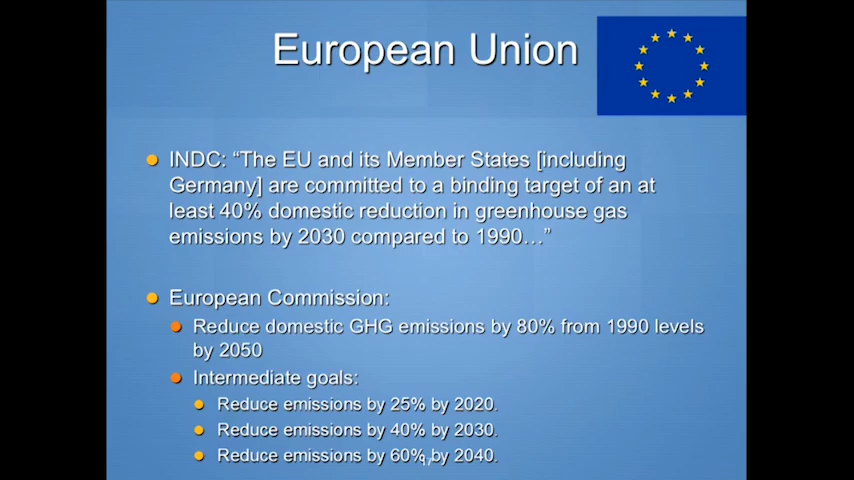 European Union
INDC: “The EU and its Member States [including
Germany] are committed to a binding target of an at
least 40% domestic reduction in greenhouse gas
emissions by 2030 compared to 1990…”
European Commission:
Reduce domestic GHG emissions by 80% from 1990 levels
by 2050
Intermediate goals:
Reduce emissions by 25% by 2020.
Reduce emissions by 40% by 2030.
Reduce emissions by 60% by 2040.